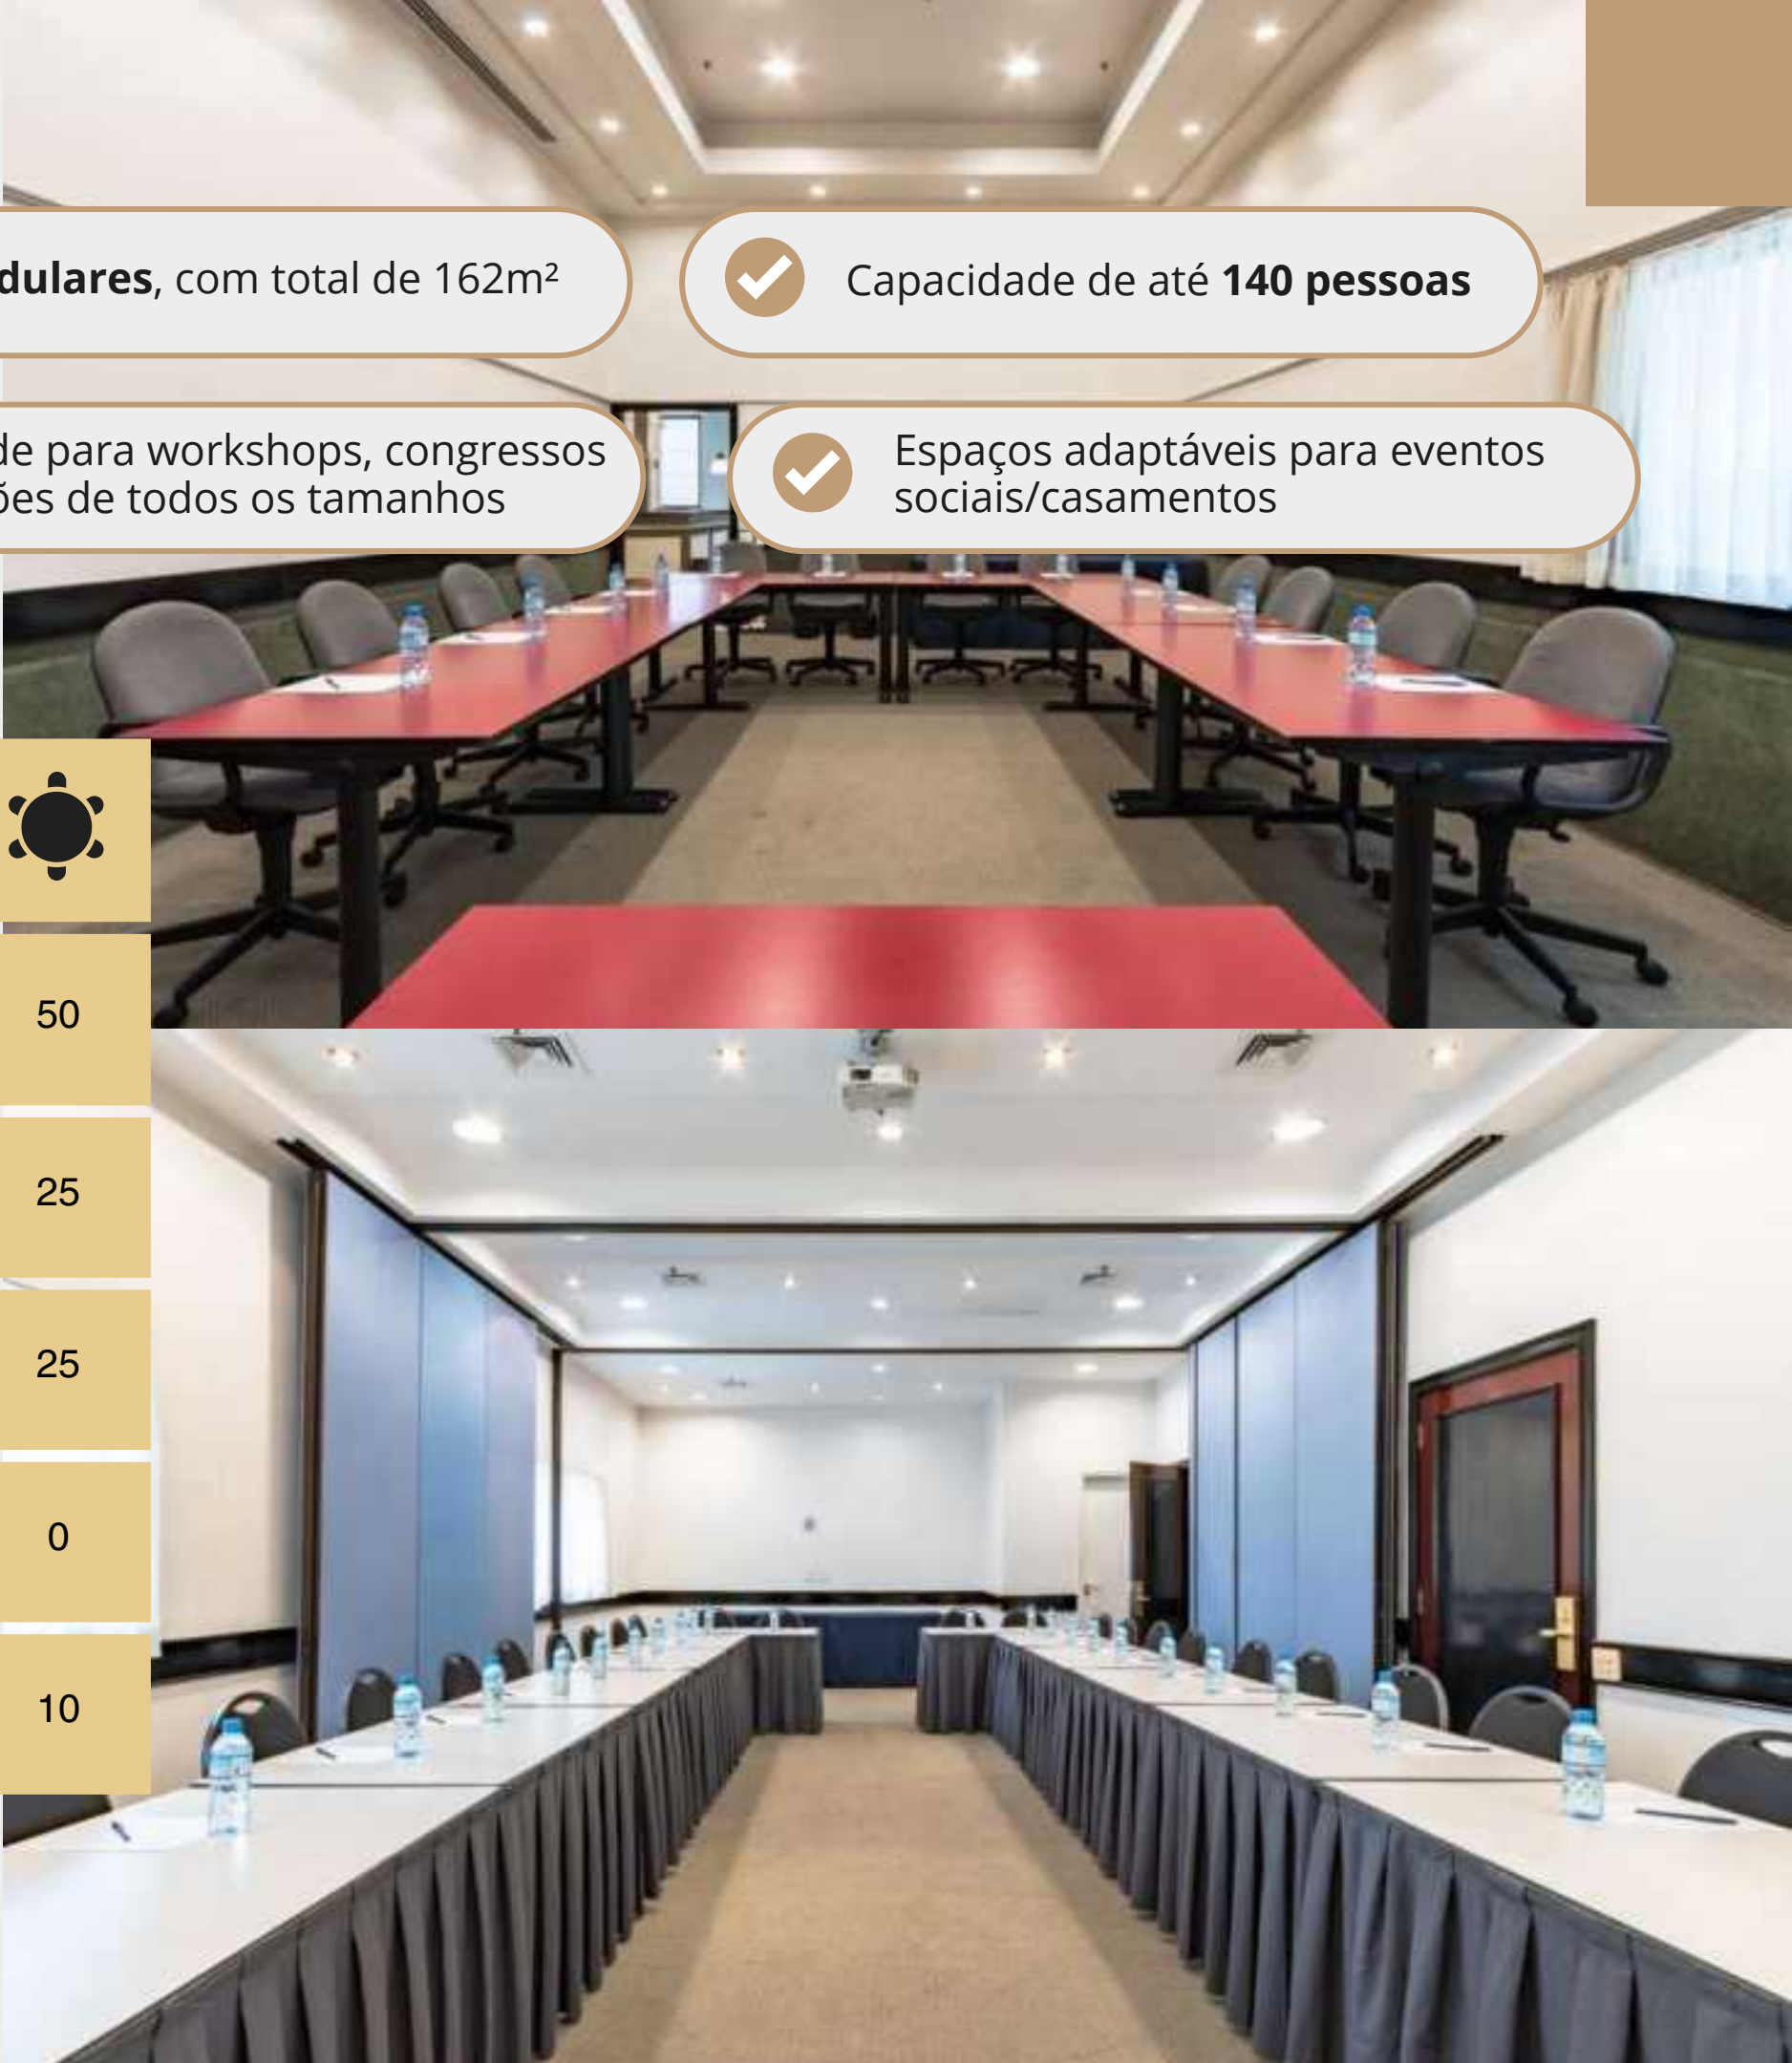 dulares, com total de 162m²
Capacidade de até 140 pessoas
de para workshops, congressos
ões de todos os tamanhos
Espaços adaptáveis para eventos
sociais/casamentos
50
25
25
0
10